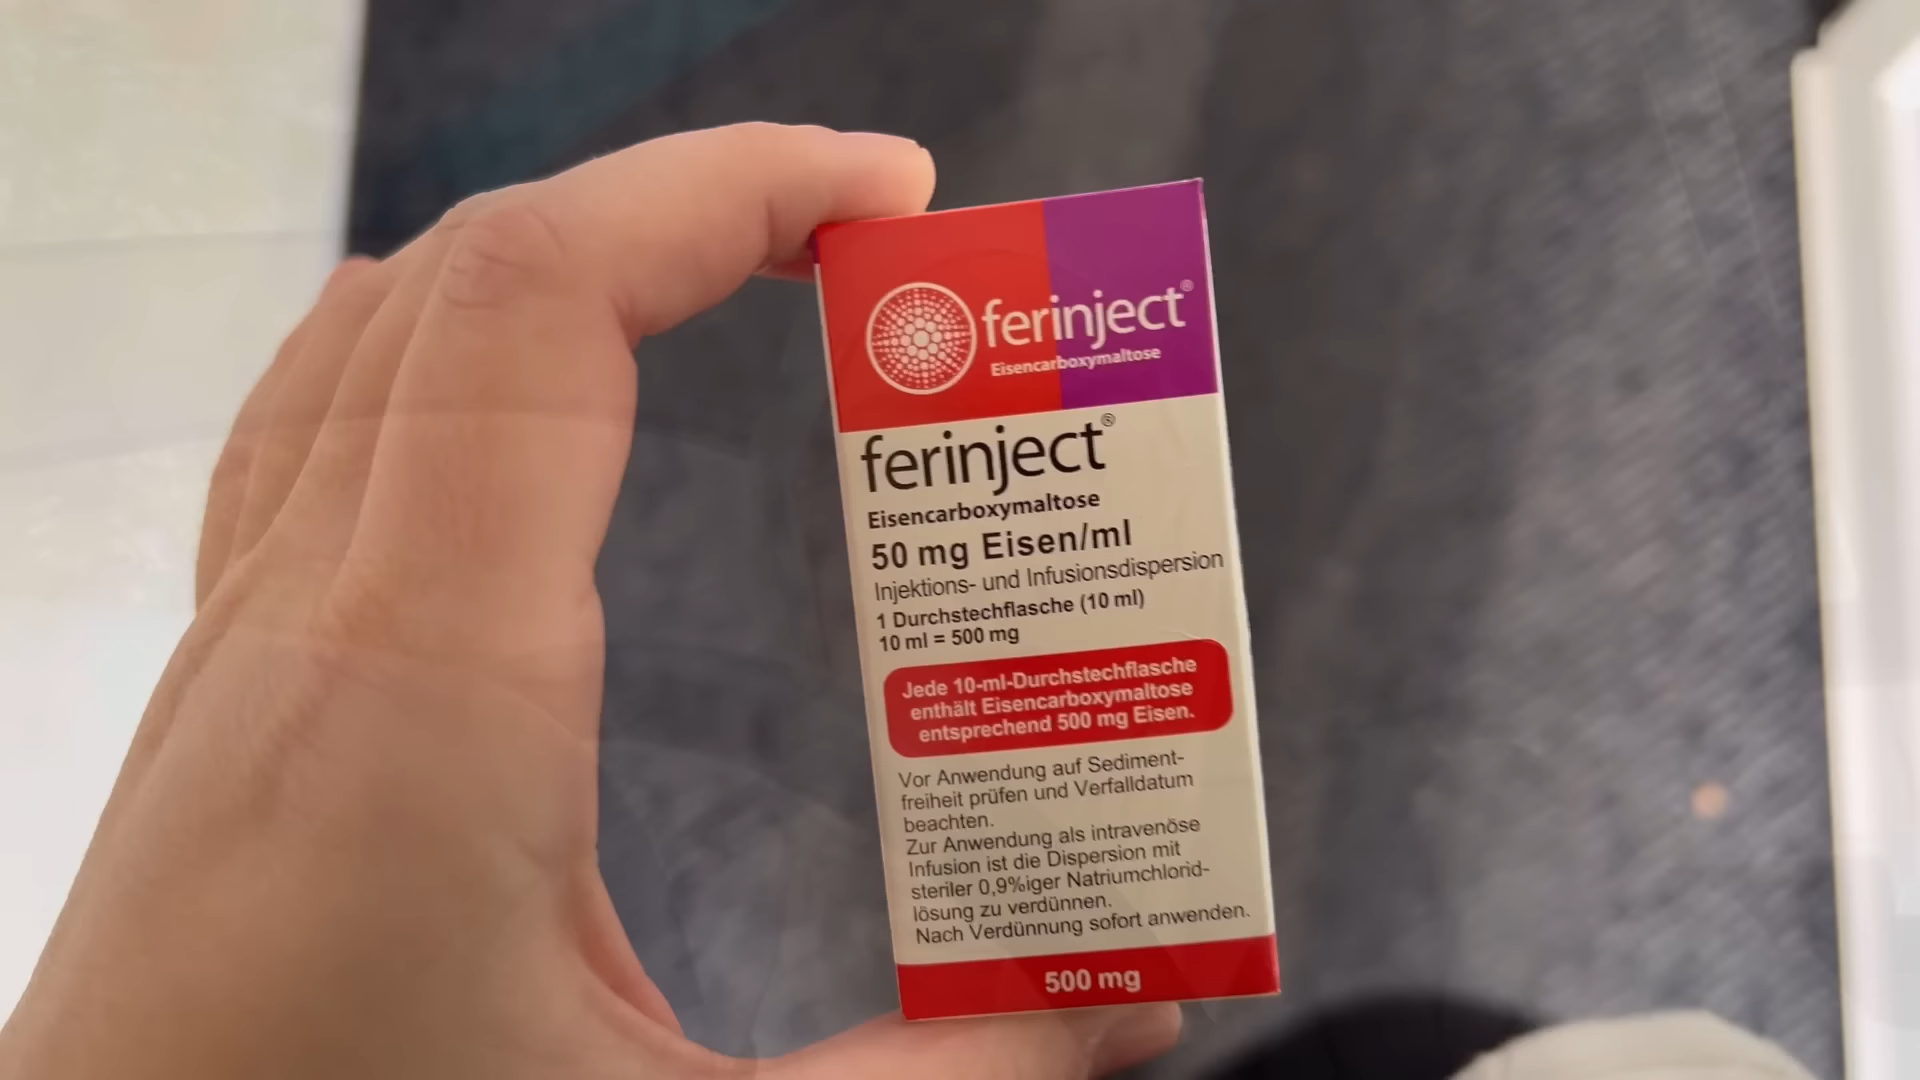 ferinject®
Eisencarboxymaltose
ferinject®
Eisencarboxymaltose
50 mg Eisen/ml
Injektions- und Infusionsdispersion
1 Durchstechflasche (10 ml)
10 ml = 500 mg
Jede 10-ml-Durchstechflasche
enthält Eisencarboxymaltose
entsprechend 500 mg Eisen.
Vor Anwendung auf Sediment-
freiheit prüfen und Verfalldatum
beachten.
Zur Anwendung als intravenöse
Infusion ist die Dispersion mit
steriler 0,9%iger Natriumchlorid-
lösung zu verdünnen.
Nach Verdünnung sofort anwenden.
500 mg